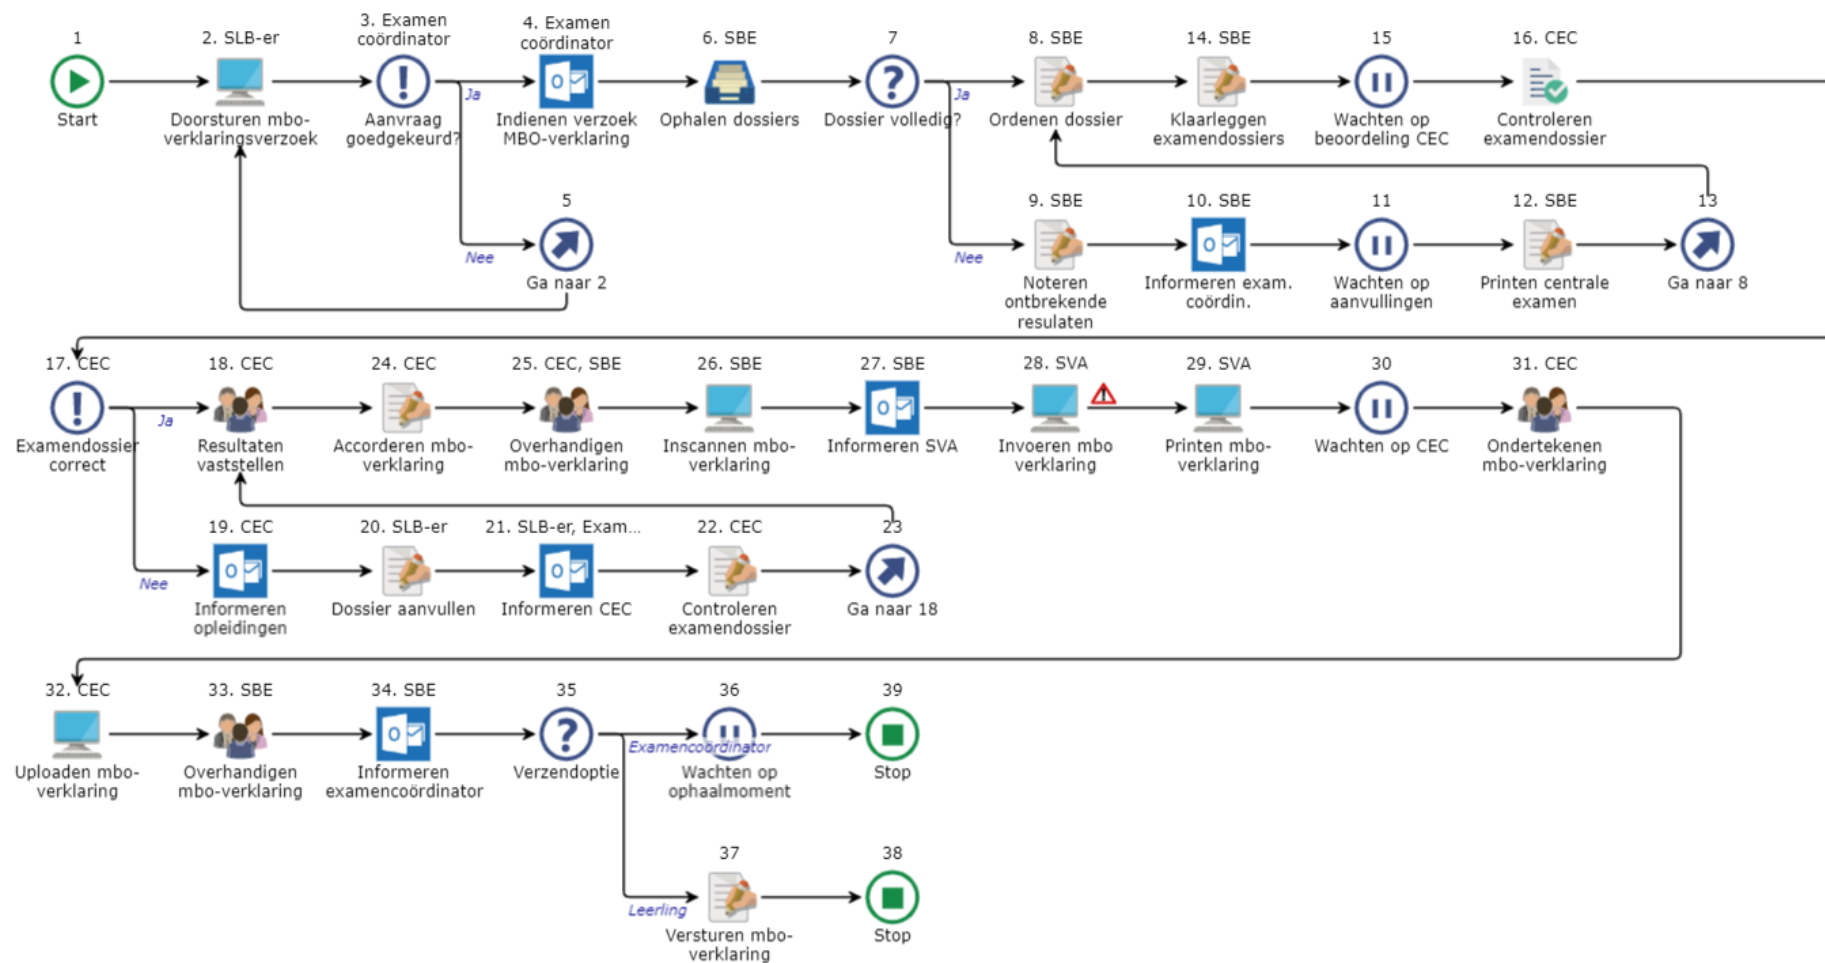 1
Start
2. SLB-er
Doorsturen mbo-
verklaringsverzoek
3. Examen
coördinator
Aanvraag
goedgekeurd?
Ja
Nee
4. Examen
coördinator
Indienen verzoek
MBO-verklaring
5
Ga naar 2
6. SBE
Ophalen dossiers
7
Dossier volledig?
Ja
Nee
8. SBE
Ordenen dossier
14. SBE
Klaarleggen
examendossiers
15
Wachten op
beoordeling CEC
16. CEC
Controleren
examendossier
9. SBE
Noteren
ontbrekende
resulaten
10. SBE
Informeren exam.
coördin.
11
Wachten op
aanvullingen
12. SBE
Printen centrale
examen
13
Ga naar 8
17. CEC
Examendossier
correct
Ja
Nee
18. CEC
Resultaten
vaststellen
24. CEC
Accorderen mbo-
verklaring
25. CEC, SBE
Overhandigen
mbo-verklaring
26. SBE
Inscannen mbo-
verklaring
27. SBE
Informeren SVA
28. SVA
Invoeren mbo
verklaring
29. SVA
Printen mbo-
verklaring
30
Wachten op CEC
31. CEC
Ondertekenen
mbo-verklaring
19. CEC
Informeren
opleidingen
20. SLB-er
Dossier aanvullen
21. SLB-er, Exam...
Informeren CEC
22. CEC
Controleren
examendossier
23
Ga naar 18
32. CEC
Uploaden mbo-
verklaring
33. SBE
Overhandigen
mbo-verklaring
34. SBE
Informeren
examencoördinator
35
Verzendoptie
Examencoördinator
Leerling
36
Wachten op
ophaalmoment
39
Stop
37
Versturen mbo-
verklaring
38
Stop